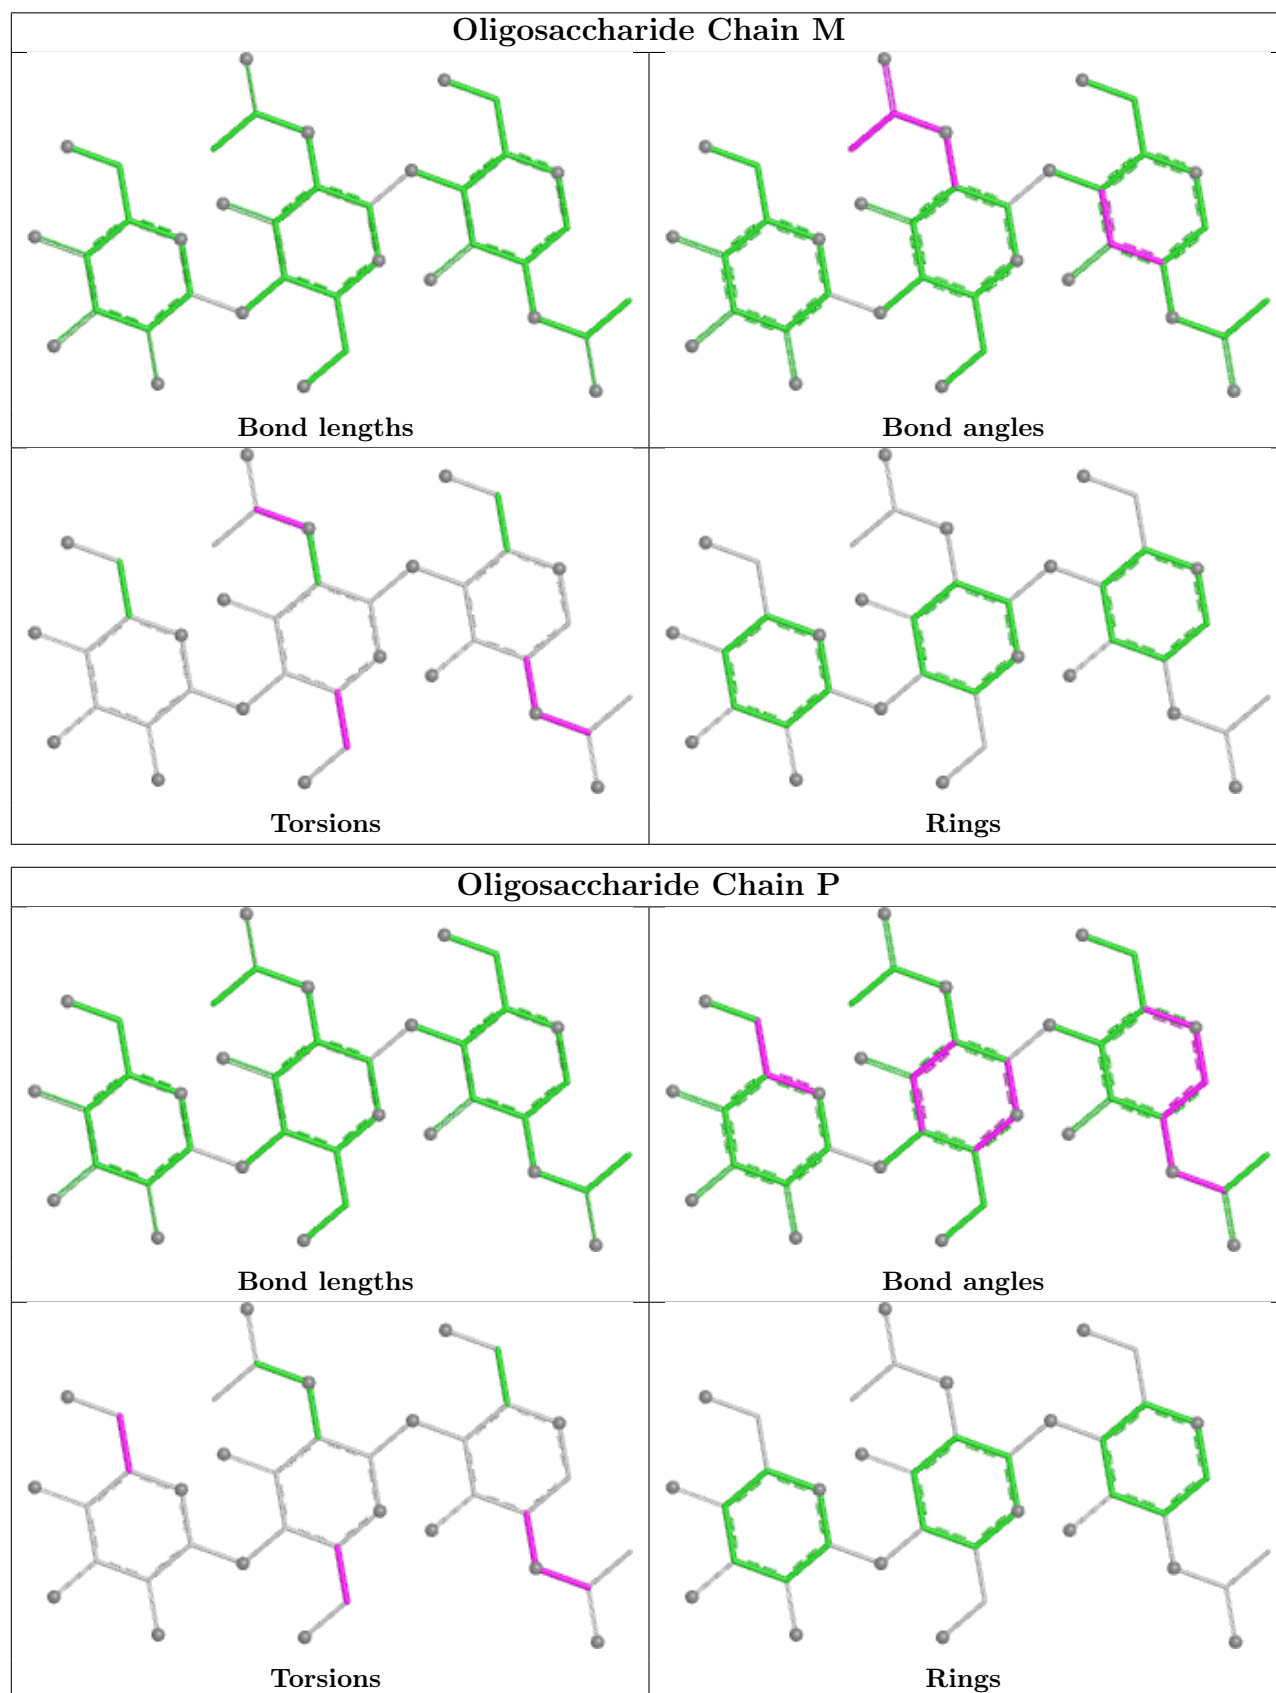 Oligosaccharide Chain M
Bond lengths
Bond angles
Torsions
Rings
Oligosaccharide Chain P
Bond lengths
Bond angles
Torsions
Rings